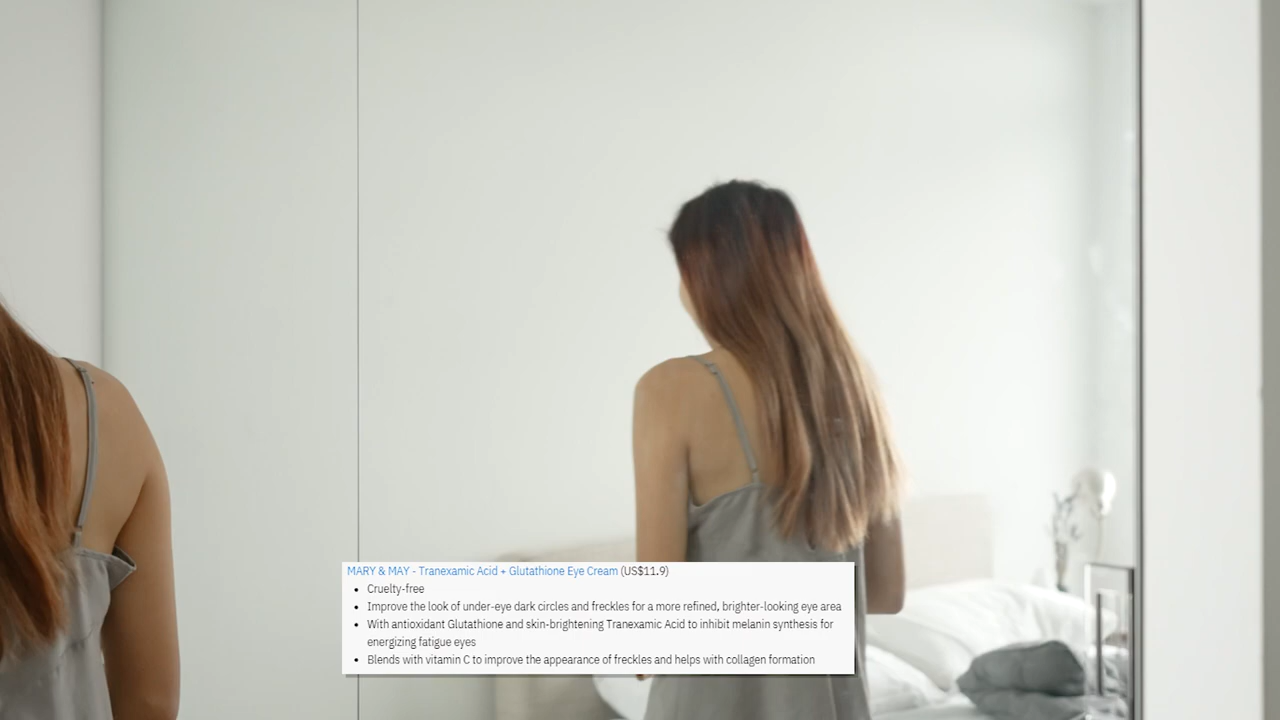 MARY & MAY - Tranexamic Acid + Glutathione Eye Cream (US$11.9)
• Cruelty-free
• Improve the look of under-eye dark circles and freckles for a more refined, brighter-looking eye area
• With antioxidant Glutathione and skin-brightening Tranexamic Acid to inhibit melanin synthesis for
energizing fatigue eyes
• Blends with vitamin C to improve the appearance of freckles and helps with collagen formation